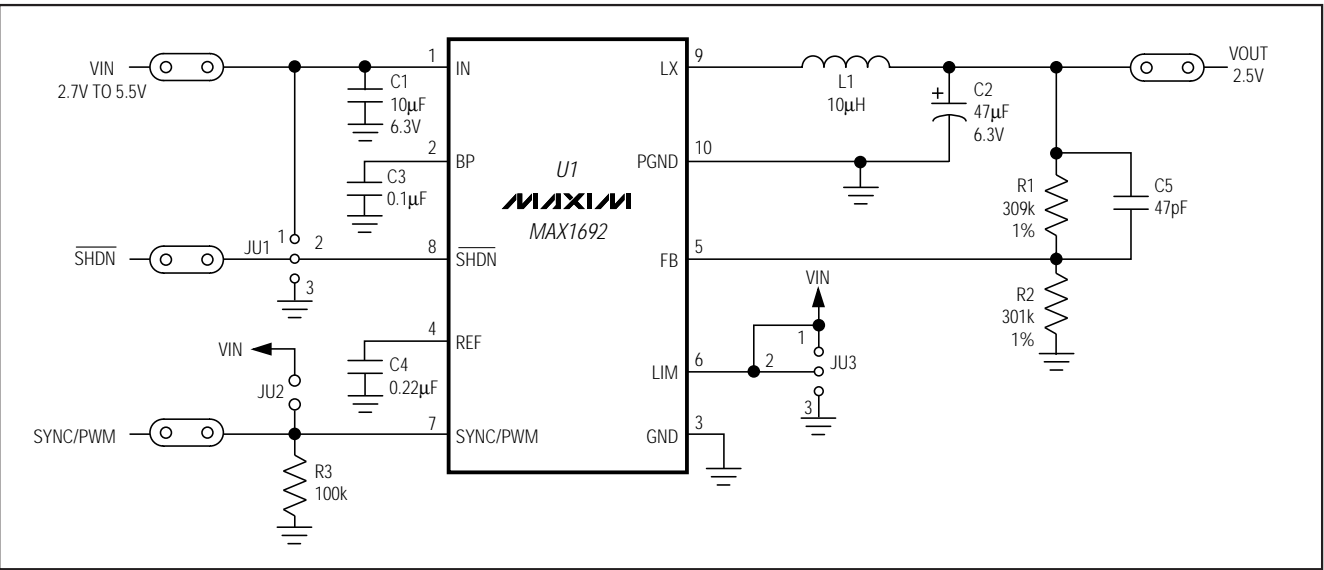 VIN
2.7V TO 5.5V
1
IN
C1
10µF
6.3V
2
BP
C3
0.1µF
SHDN
JU1
1
2
3
8
SHDN
4
REF
C4
0.22µF
VIN
JU2
SYNC/PWM
7
SYNC/PWM
R3
100k
U1
MAXIM
MAX1692
LX
9
L1
10µH
C2
+
47µF
6.3V
VOUT
2.5V
PGND
10
R1
309k
1%
C5
47pF
FB
5
R2
301k
1%
VIN
1
2
JU3
3
LIM
6
GND
3